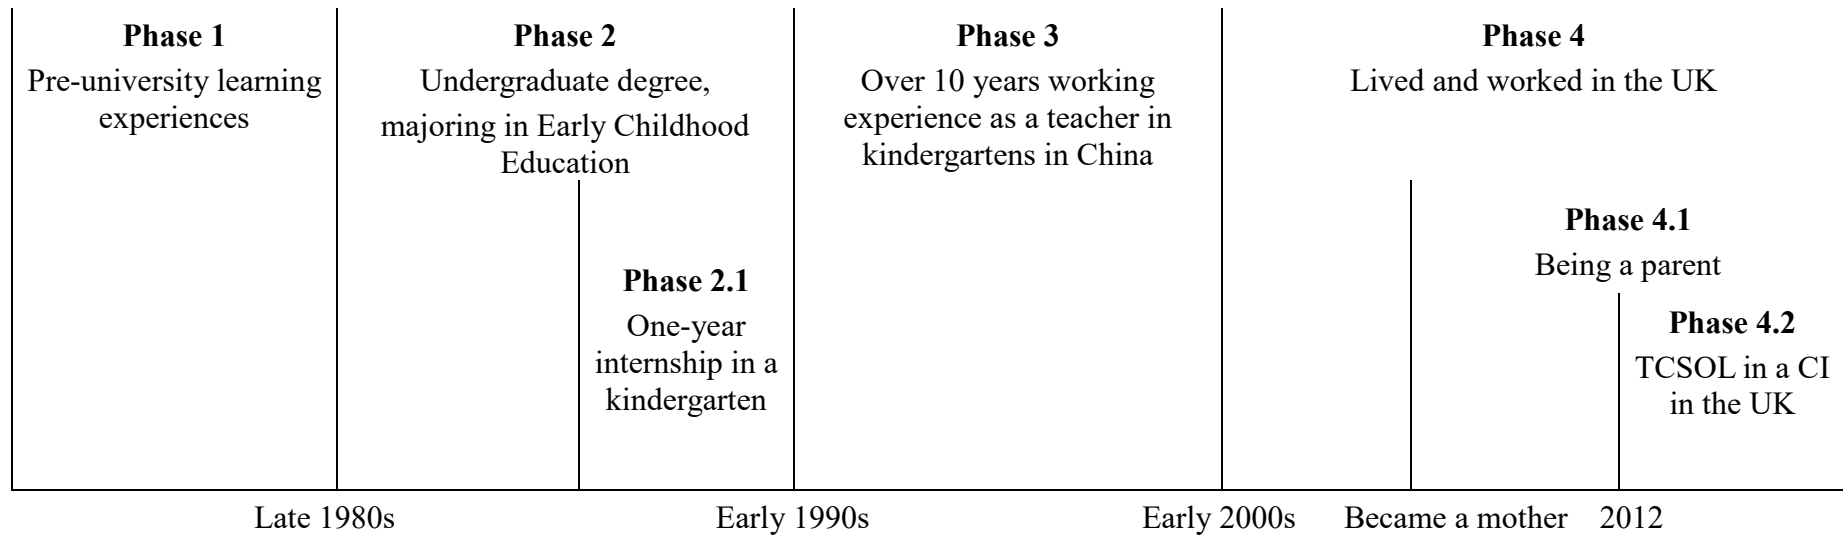 Phase 1
Pre-university learning
experiences
Phase 2
Undergraduate degree,
majoring in Early Childhood
Education
Phase 2.1
One-year
internship in a
kindergarten
Phase 3
Over 10 years working
experience as a teacher in
kindergartens in China
Phase 4
Lived and worked in the UK
Phase 4.1
Being a parent
Phase 4.2
TCSOL in a CI
in the UK
Late 1980s
Early 1990s
Early 2000s
Became a mother
2012